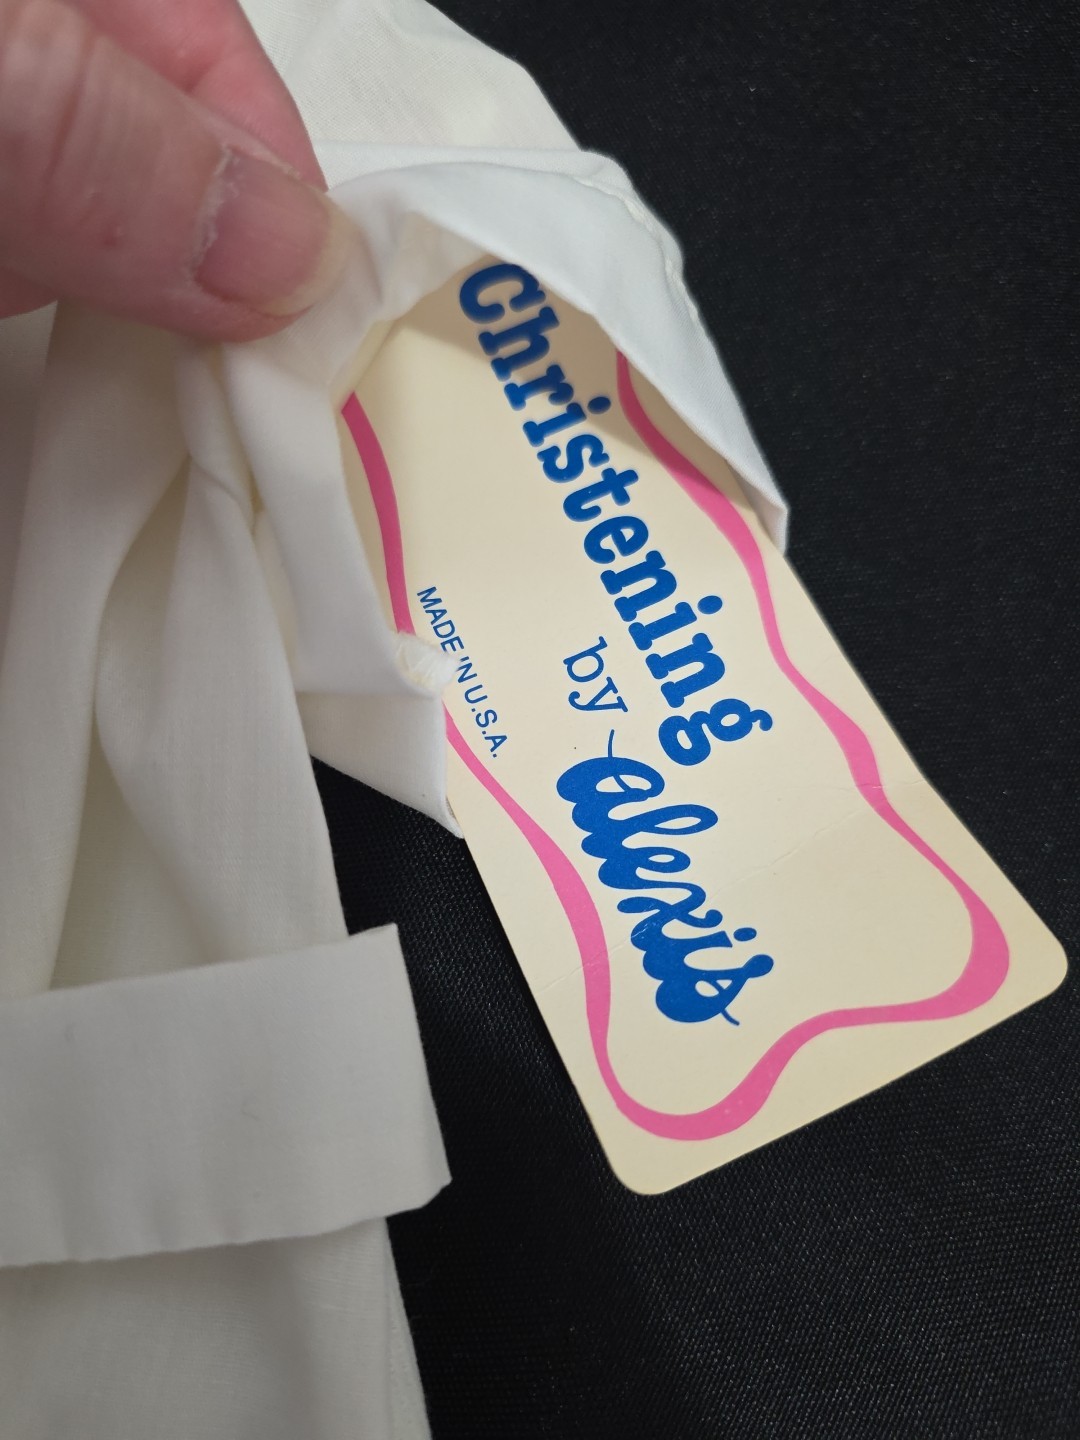 Christening
by alexis
MADE IN U.S.A.